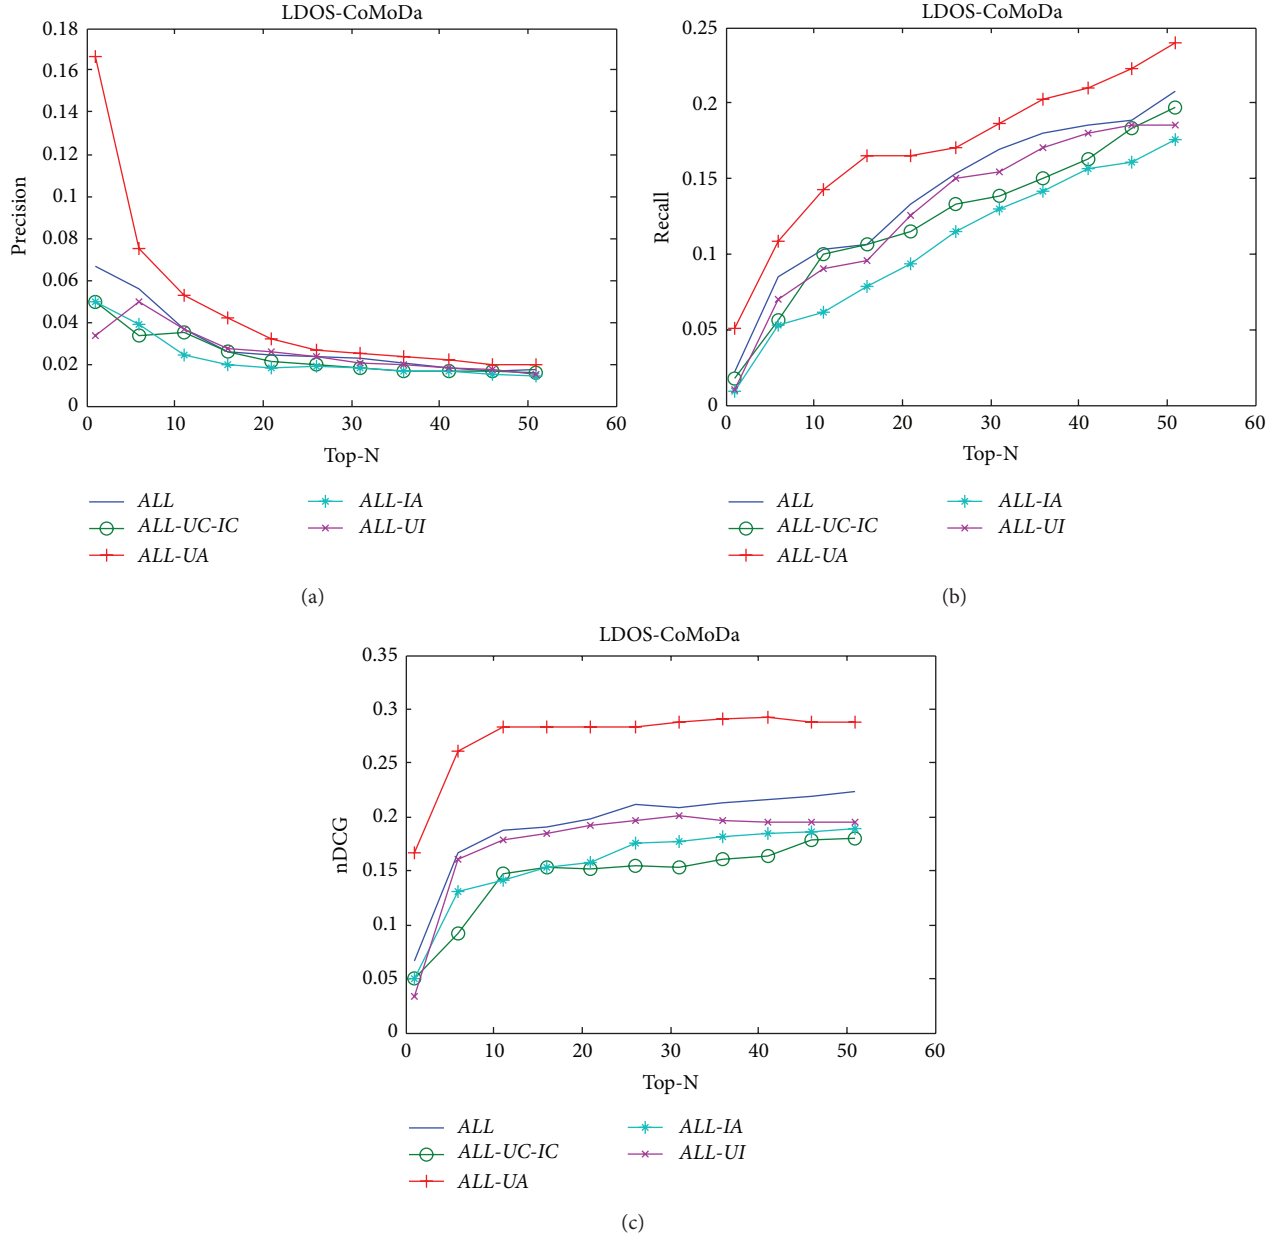 LDOS-CoMoDa
0.18
0.16
0.14
0.12
0.1
0.08
0.06
0.04
0.02
0
Precision
0 10 20 30 40 50 60
Top-N
ALL
ALL-UC-IC
ALL-UA
ALL-IA
ALL-UI
(a)
LDOS-CoMoDa
0.25
0.2
0.15
0.1
0.05
0
Recall
0 10 20 30 40 50 60
Top-N
ALL
ALL-UC-IC
ALL-UA
ALL-IA
ALL-UI
(b)
LDOS-CoMoDa
0.35
0.3
0.25
0.2
0.15
0.1
0.05
0
nDCG
0 10 20 30 40 50 60
Top-N
ALL
ALL-UC-IC
ALL-UA
ALL-IA
ALL-UI
(c)